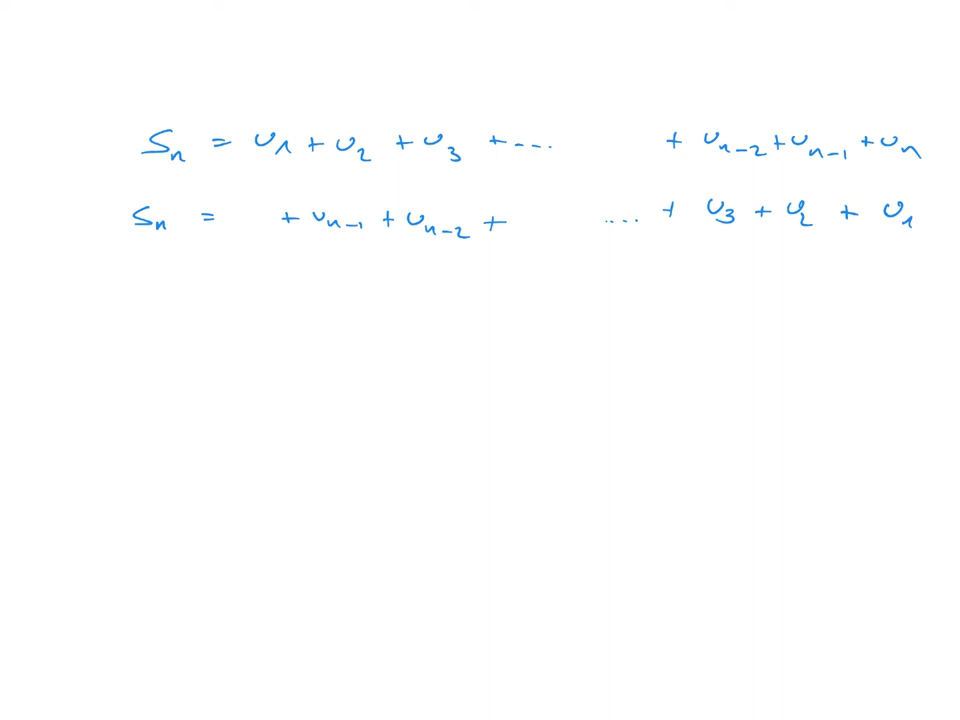 Sn = U1 + U2 + U3 + .... + Un-2 + Un-1 + Un
Sn = + Un-1 + Un-2 + .... + U3 + U2 + U1